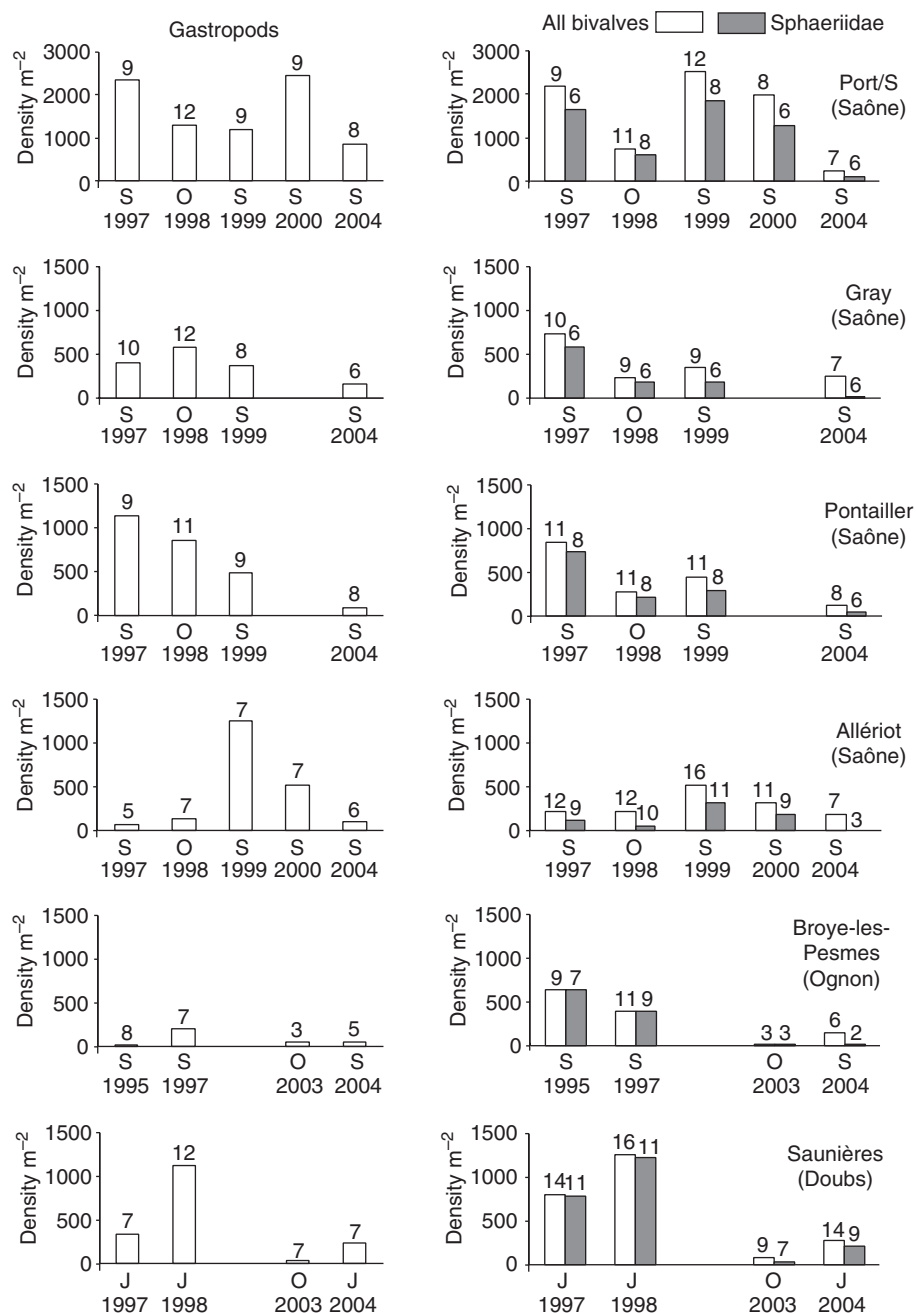 Gastropods
All bivalves Sphaeriidae
Density m−2
3000
2000
1000
0
9 12 9 9 8
S O S S S
1997 1998 1999 2000 2004
Density m−2
3000
2000
1000
0
9 6 11 8 12 8 8 6 7 6
S O S S S
1997 1998 1999 2000 2004
Port/S
(Saône)
Density m−2
1500
1000
500
0
10 12 8 6
S O S S
1997 1998 1999 2004
Density m−2
1500
1000
500
0
10 6 9 6 9 6 7 6
S O S S
1997 1998 1999 2004
Gray
(Saône)
Density m−2
1500
1000
500
0
9 11 9 8
S O S S
1997 1998 1999 2004
Density m−2
1500
1000
500
0
11 8 11 8 11 8 8 6
S O S S
1997 1998 1999 2004
Pontailler
(Saône)
Density m−2
1500
1000
500
0
5 7 7 7 6
S O S S S
1997 1998 1999 2000 2004
Density m−2
1500
1000
500
0
12 9 12 10 16 11 11 9 7 3
S O S S S
1997 1998 1999 2000 2004
Allériot
(Saône)
Density m−2
1500
1000
500
0
8 7 3 5
S S O S
1995 1997 2003 2004
Density m−2
1500
1000
500
0
9 7 11 9 3 3 6 2
S S O S
1995 1997 2003 2004
Broye-les-
Pesmes
(Ognon)
Density m−2
1500
1000
500
0
7 12 7 7
J J O J
1997 1998 2003 2004
Density m−2
1500
1000
500
0
14 11 16 11 9 7 14 9
J J O J
1997 1998 2003 2004
Saunières
(Doubs)